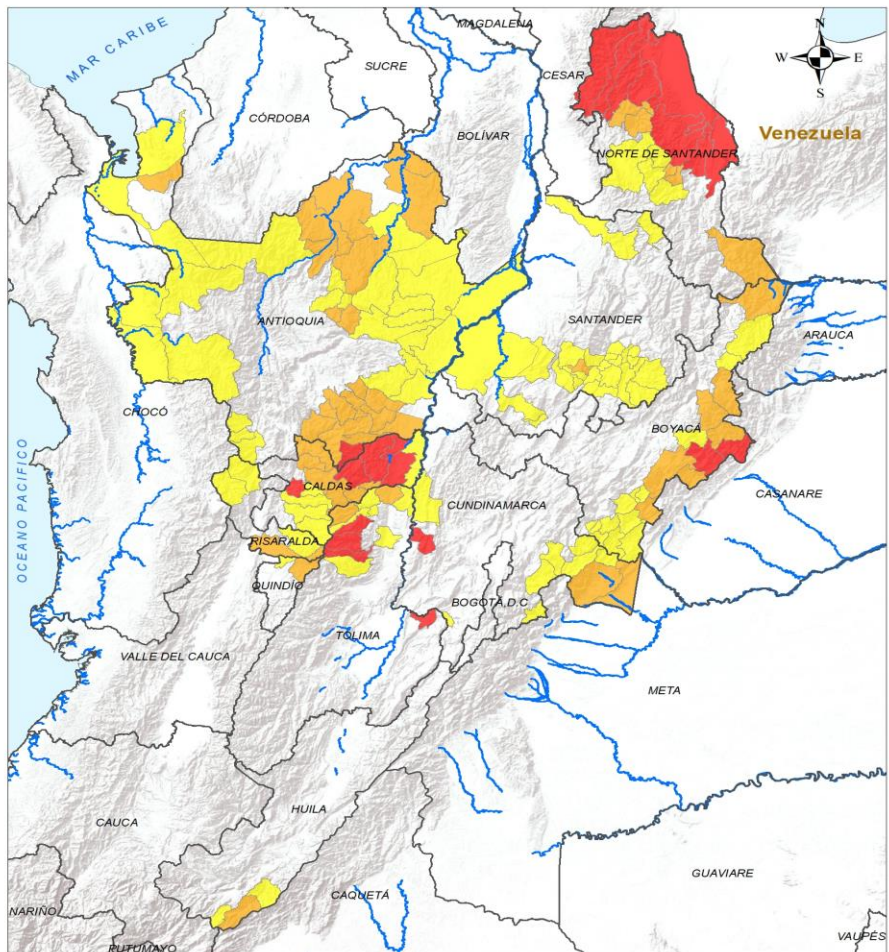 MAGDALENA
MAR CARIBE
N
W E
S
SUCRE
CESAR
CÓRDOBA
BOLÍVAR
Venezuela
NORTE DE SANTANDER
ANTIOQUIA
SANTANDER
ARAUCA
CHOCÓ
BOYACÁ
OCEANO PACIFICO
CALDAS
CUNDINAMARCA
CASANARE
RISARALDA
QUINDÍO
BOGOTÁ,D.C
TOLIMA
VALLE DEL CAUCA
META
HUILA
CAUCA
GUAVIARE
CAQUETÁ
NARIÑO
VAUPÉS
PUTUMAYO